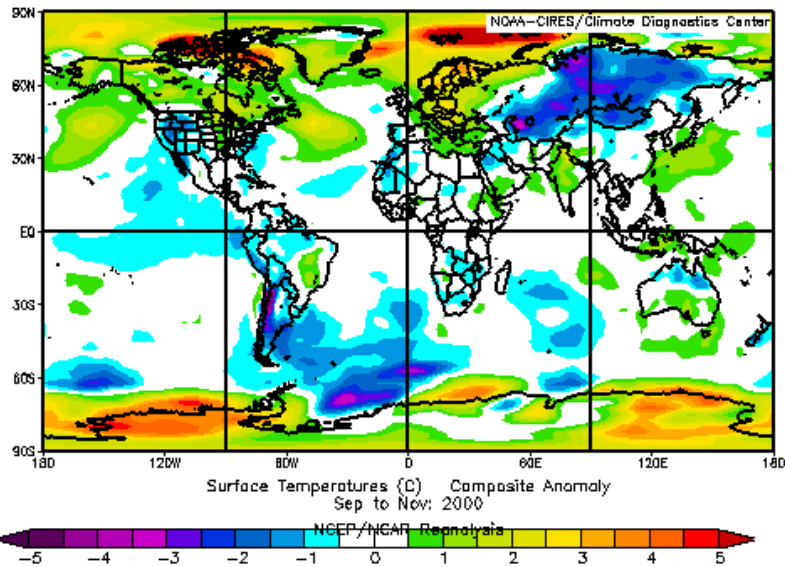 NOAA-CIRES/Climate Diagnostics Center
90N
60N
30N
EQ
30S
60S
90S
180 120W 80W 0 60E 120E 180
Surface Temperatures (C) Composite Anomaly
Sep to Nov: 2000
NCEP/NCAR Reanalysis
-5 -4 -3 -2 -1 0 1 2 3 4 5